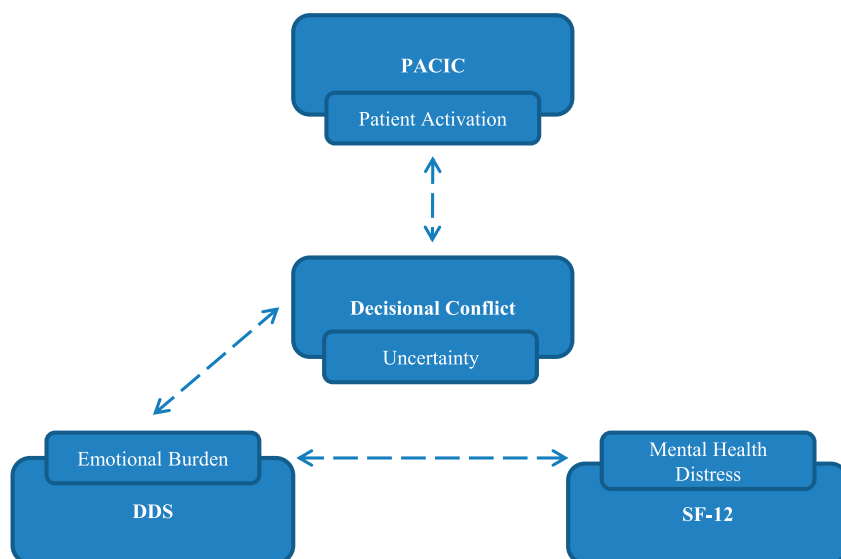 PACIC
Patient Activation
Decisional Conflict
Uncertainty
Emotional Burden
DDS
Mental Health
Distress
SF-12